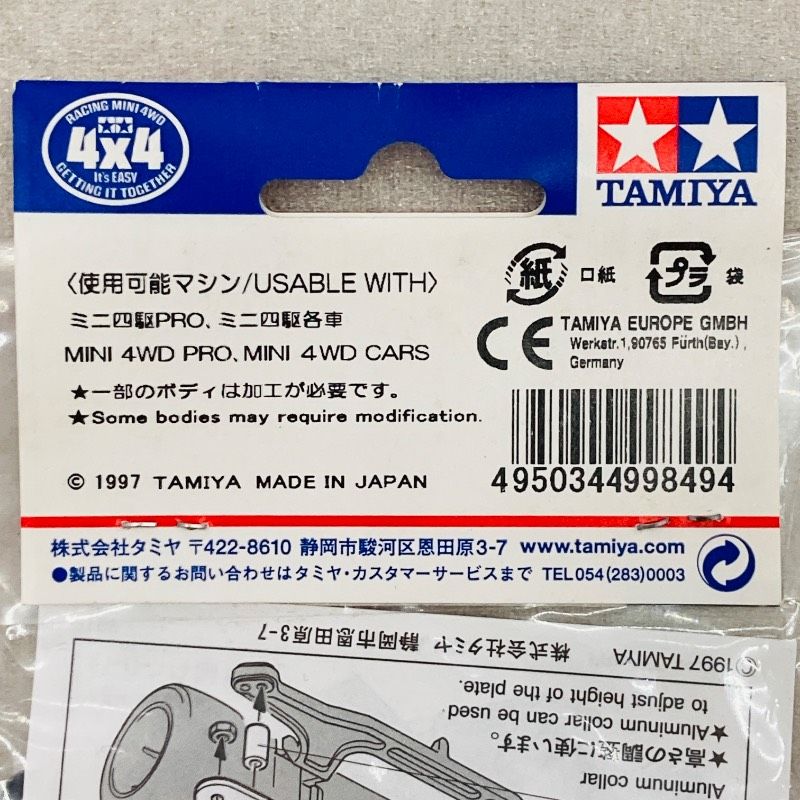 RACING MINI 4WD
4x4
It's EASY
GETTING IT TOGETHER
TAMIYA
〈使用可能マシン/USABLE WITH〉
ミニ四駆PRO、ミニ四駆各車
MINI 4WD PRO, MINI 4WD CARS
★一部のボディは加工が必要です。
★Some bodies may require modification.
© 1997 TAMIYA MADE IN JAPAN
紙 口紙
プラ 袋
CE TAMIYA EUROPE GMBH
Werkstr.1,90765 Fürth(Bay.),
Germany
4950344998494
株式会社タミヤ 〒422-8610 静岡市駿河区恩田原3-7 www.tamiya.com
●製品に関するお問い合わせはタミヤ・カスタマーサービスまで TEL054(283)0003
Aluminum collar
★高さの調整に使います。
★Aluminum collar can be used
to adjust height of the plate.
©1997 TAMIYA 株式会社タミヤ 静岡市恩田原3-7